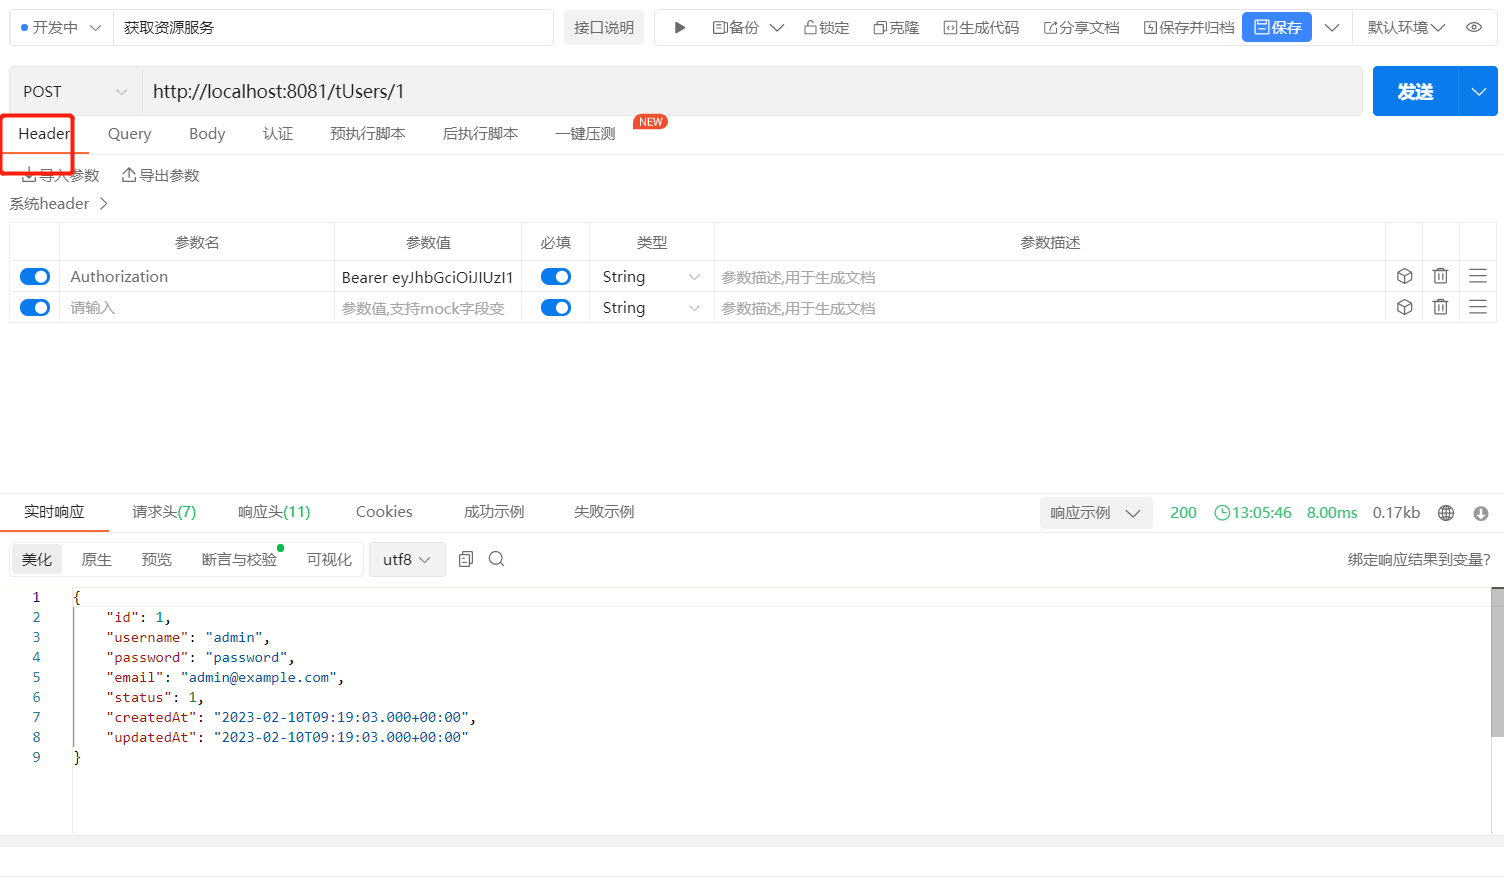 开发中 获取资源服务 接口说明 备份 锁定 克隆 生成代码 分享文档 保存并归档 保存 默认环境
POST http://localhost:8081/tUsers/1 发送
Header Query Body 认证 预执行脚本 后执行脚本 一键压测 NEW
导入参数 导出参数
系统header
参数名 参数值 必填 类型 参数描述
Authorization Bearer eyJhbGciOiJIUzI1 String 参数描述,用于生成文档
请输入 参数值,支持mock字段变 String 参数描述,用于生成文档
实时响应 请求头(7) 响应头(11) Cookies 成功示例 失败示例 响应示例 200 13:05:46 8.00ms 0.17kb
美化 原生 预览 断言与校验 可视化 utf8 绑定响应结果到变量?
1 {
2 "id": 1,
3 "username": "admin",
4 "password": "password",
5 "email": "admin@example.com",
6 "status": 1,
7 "createdAt": "2023-02-10T09:19:03.000+00:00",
8 "updatedAt": "2023-02-10T09:19:03.000+00:00"
9 }